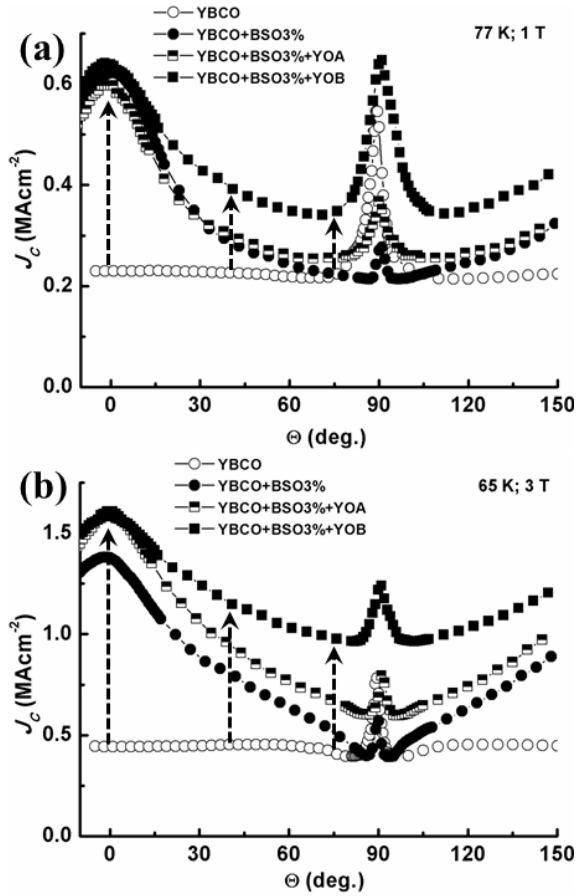 (a)
77 K; 1 T
YBCO
YBCO+BSO3%
YBCO+BSO3%+YOA
YBCO+BSO3%+YOB
J_C (MAcm⁻²)
0.6
0.4
0.2
0.0
0 30 60 90 120 150
Θ (deg.)
(b)
65 K; 3 T
YBCO
YBCO+BSO3%
YBCO+BSO3%+YOA
YBCO+BSO3%+YOB
J_C (MAcm⁻²)
1.5
1.0
0.5
0.0
0 30 60 90 120 150
Θ (deg.)